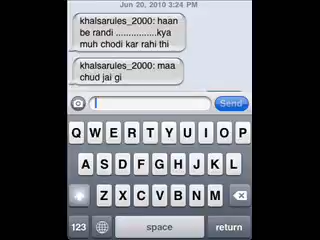 Jun 20, 2010 3:24 PM
khalsarules_2000: haan
be randi ................kya
muh chodi kar rahi thi
khalsarules_2000: maa
chud jai gi
Send
Q W E R T Y U I O P
A S D F G H J K L
Z X C V B N M
123 space return